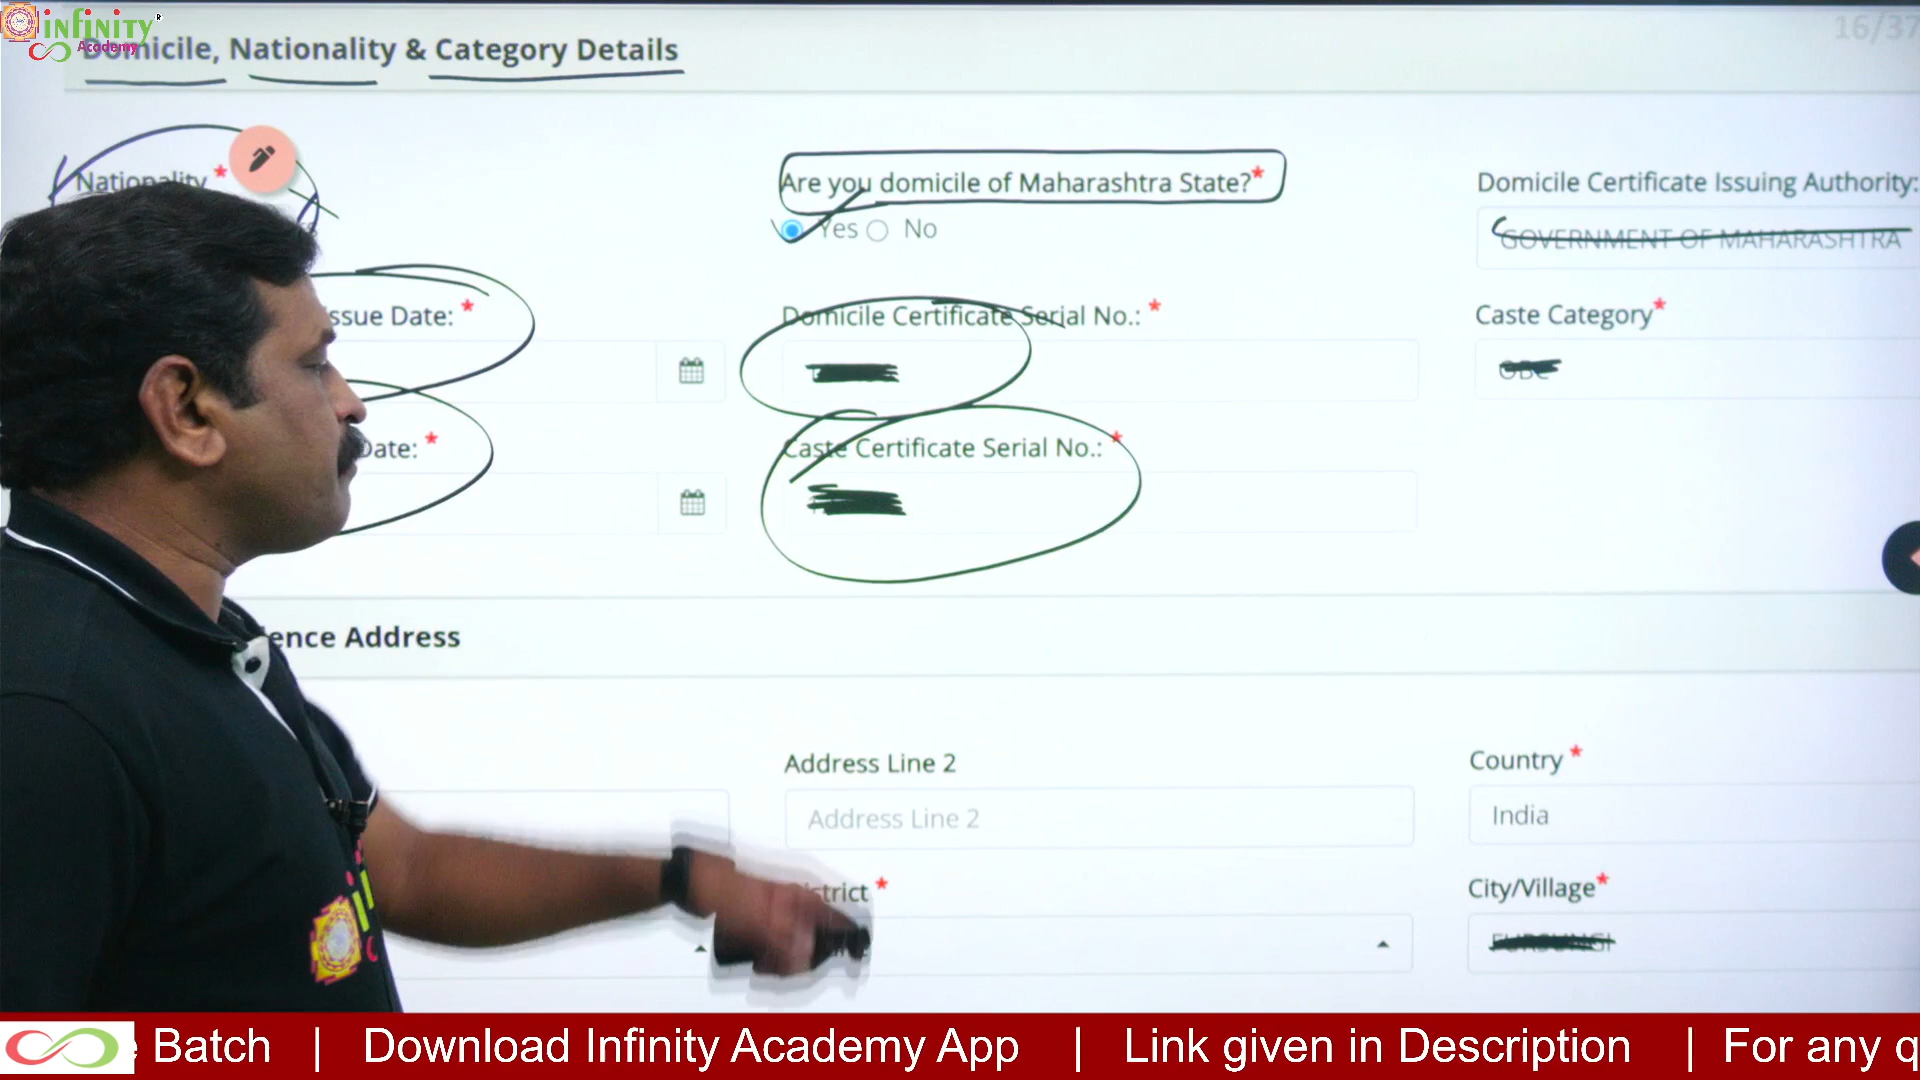 infinity
Academy
16/37
Domicile, Nationality & Category Details
Nationality *
Are you domicile of Maharashtra State?*
Domicile Certificate Issuing Authority:
Yes No
GOVERNMENT OF MAHARASHTRA
ssue Date: *
Domicile Certificate Serial No.: *
Caste Category*
OBC
Date: *
Caste Certificate Serial No.: *
ence Address
Address Line 2
Country *
Address Line 2
India
strict *
City/Village*
Batch | Download Infinity Academy App | Link given in Description | For any q